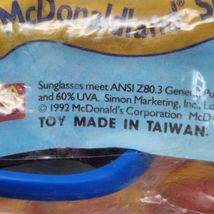 McDonaldland®
Sunglasses meet ANSI Z80.3 General
and 60% UVA. Simon Marketing, Inc.,
© 1992 McDonald's Corporation
TOY MADE IN TAIWAN.